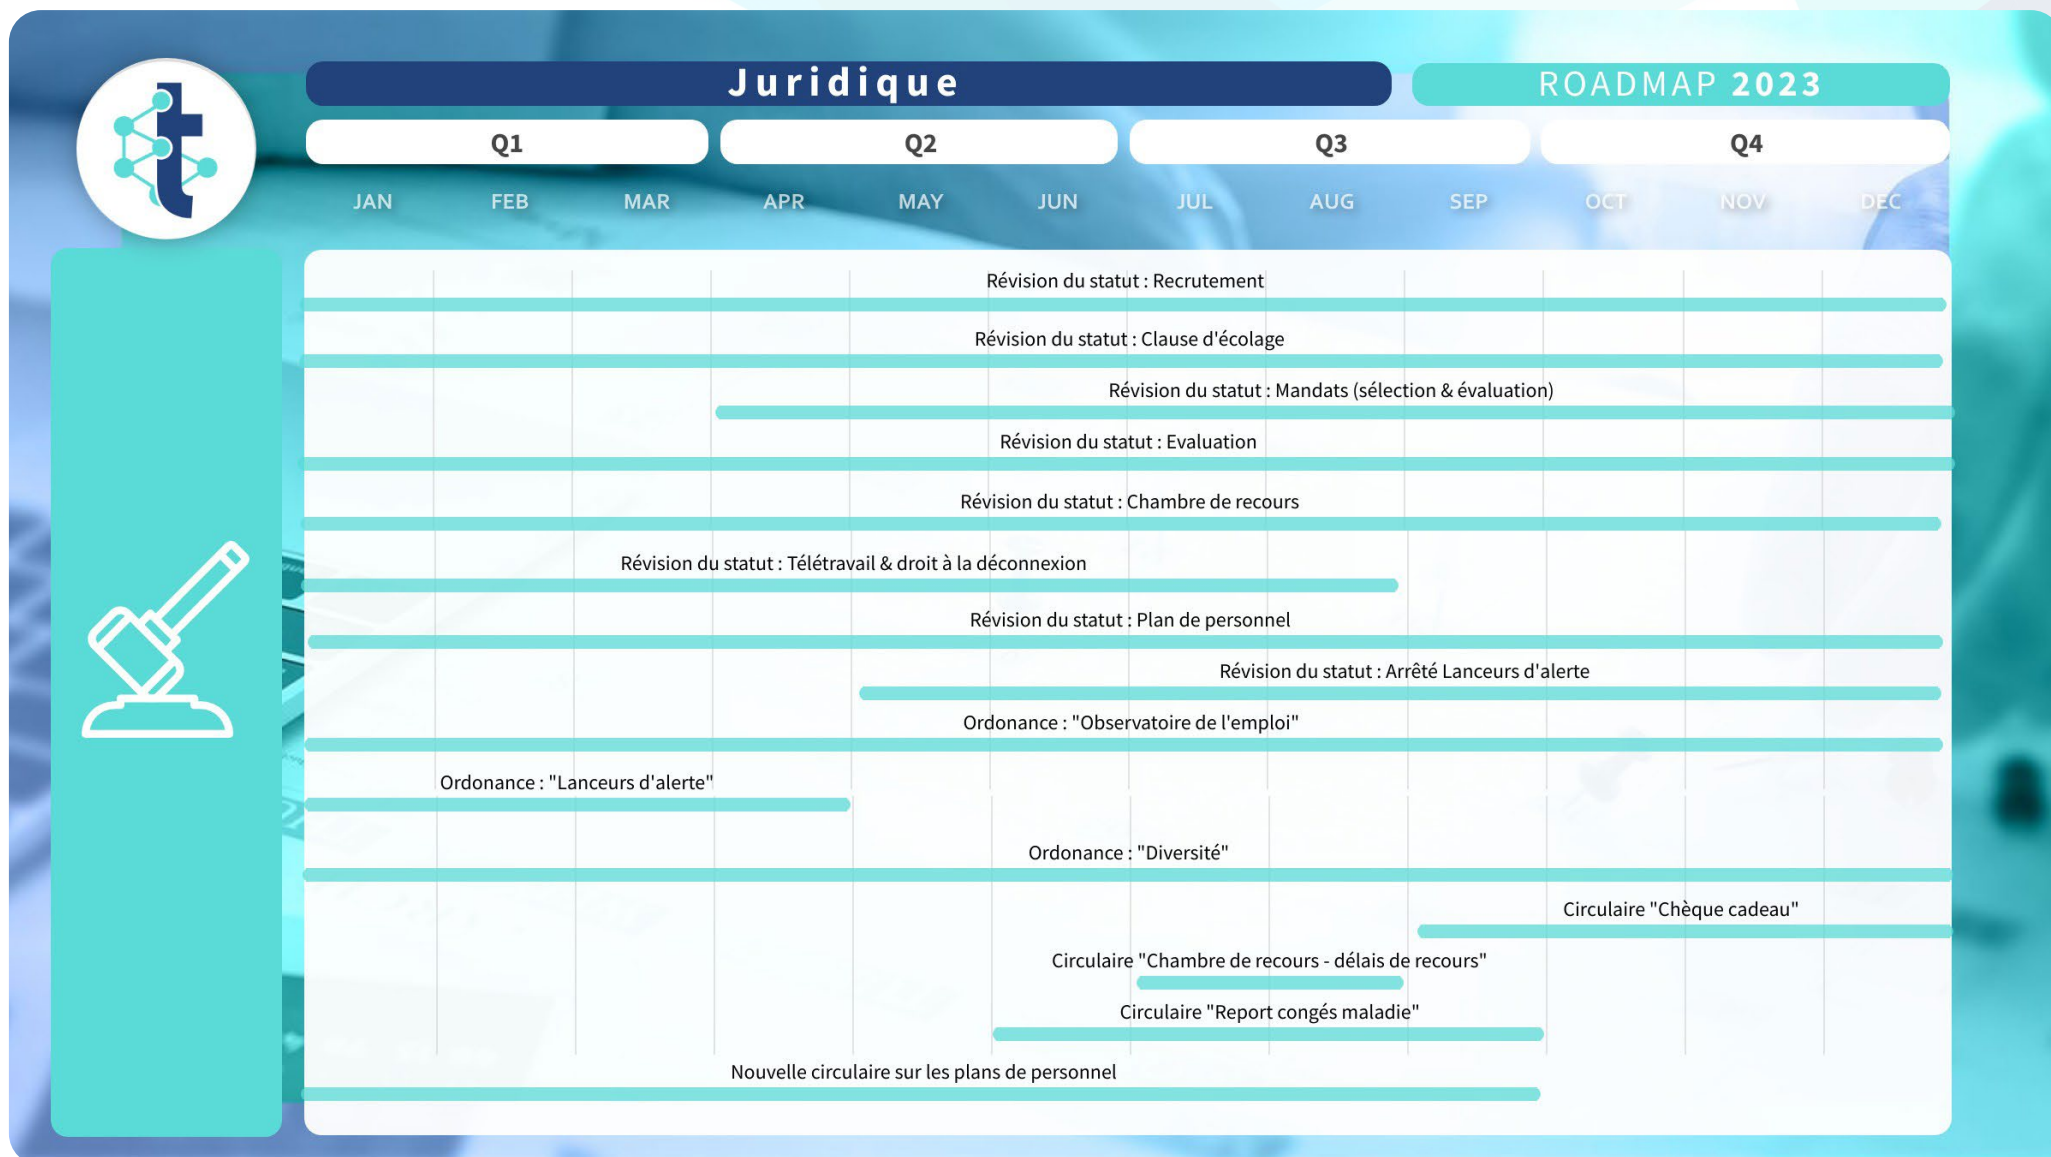 Juridique
ROADMAP 2023
Q1 Q2 Q3 Q4
JAN FEB MAR APR MAY JUN JUL AUG SEP OCT NOV DEC
Révision du statut : Recrutement
Révision du statut : Clause d'écolage
Révision du statut : Mandats (sélection & évaluation)
Révision du statut : Evaluation
Révision du statut : Chambre de recours
Révision du statut : Télétravail & droit à la déconnexion
Révision du statut : Plan de personnel
Révision du statut : Arrêté Lanceurs d'alerte
Ordonance : "Observatoire de l'emploi"
Ordonance : "Lanceurs d'alerte"
Ordonance : "Diversité"
Circulaire "Chèque cadeau"
Circulaire "Chambre de recours - délais de recours"
Circulaire "Report congés maladie"
Nouvelle circulaire sur les plans de personnel